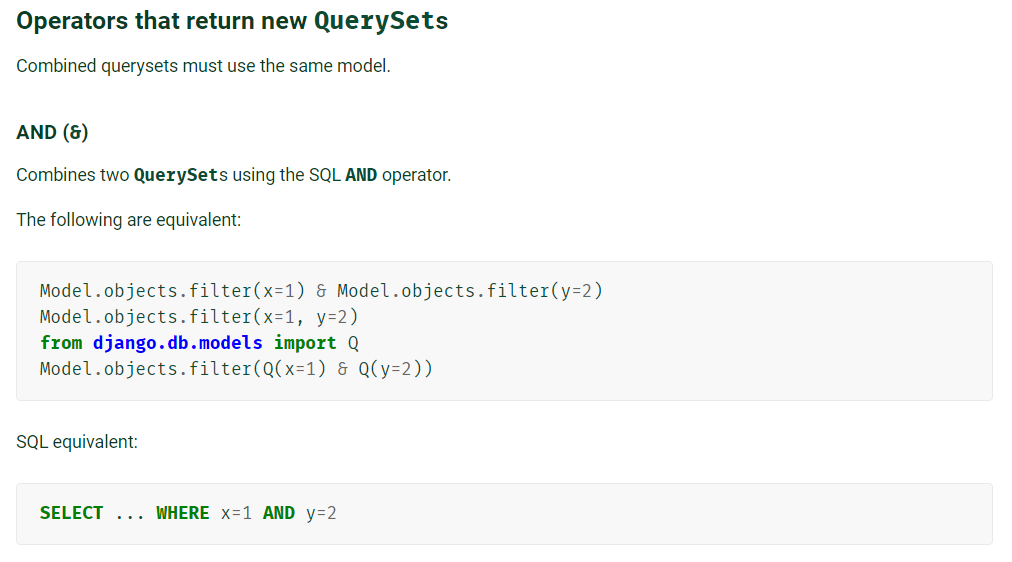 Operators that return new QuerySets
Combined querysets must use the same model.
AND (&)
Combines two QuerySets using the SQL AND operator.
The following are equivalent:
Model.objects.filter(x=1) & Model.objects.filter(y=2)
Model.objects.filter(x=1, y=2)
from django.db.models import Q
Model.objects.filter(Q(x=1) & Q(y=2))
SQL equivalent:
SELECT ... WHERE x=1 AND y=2